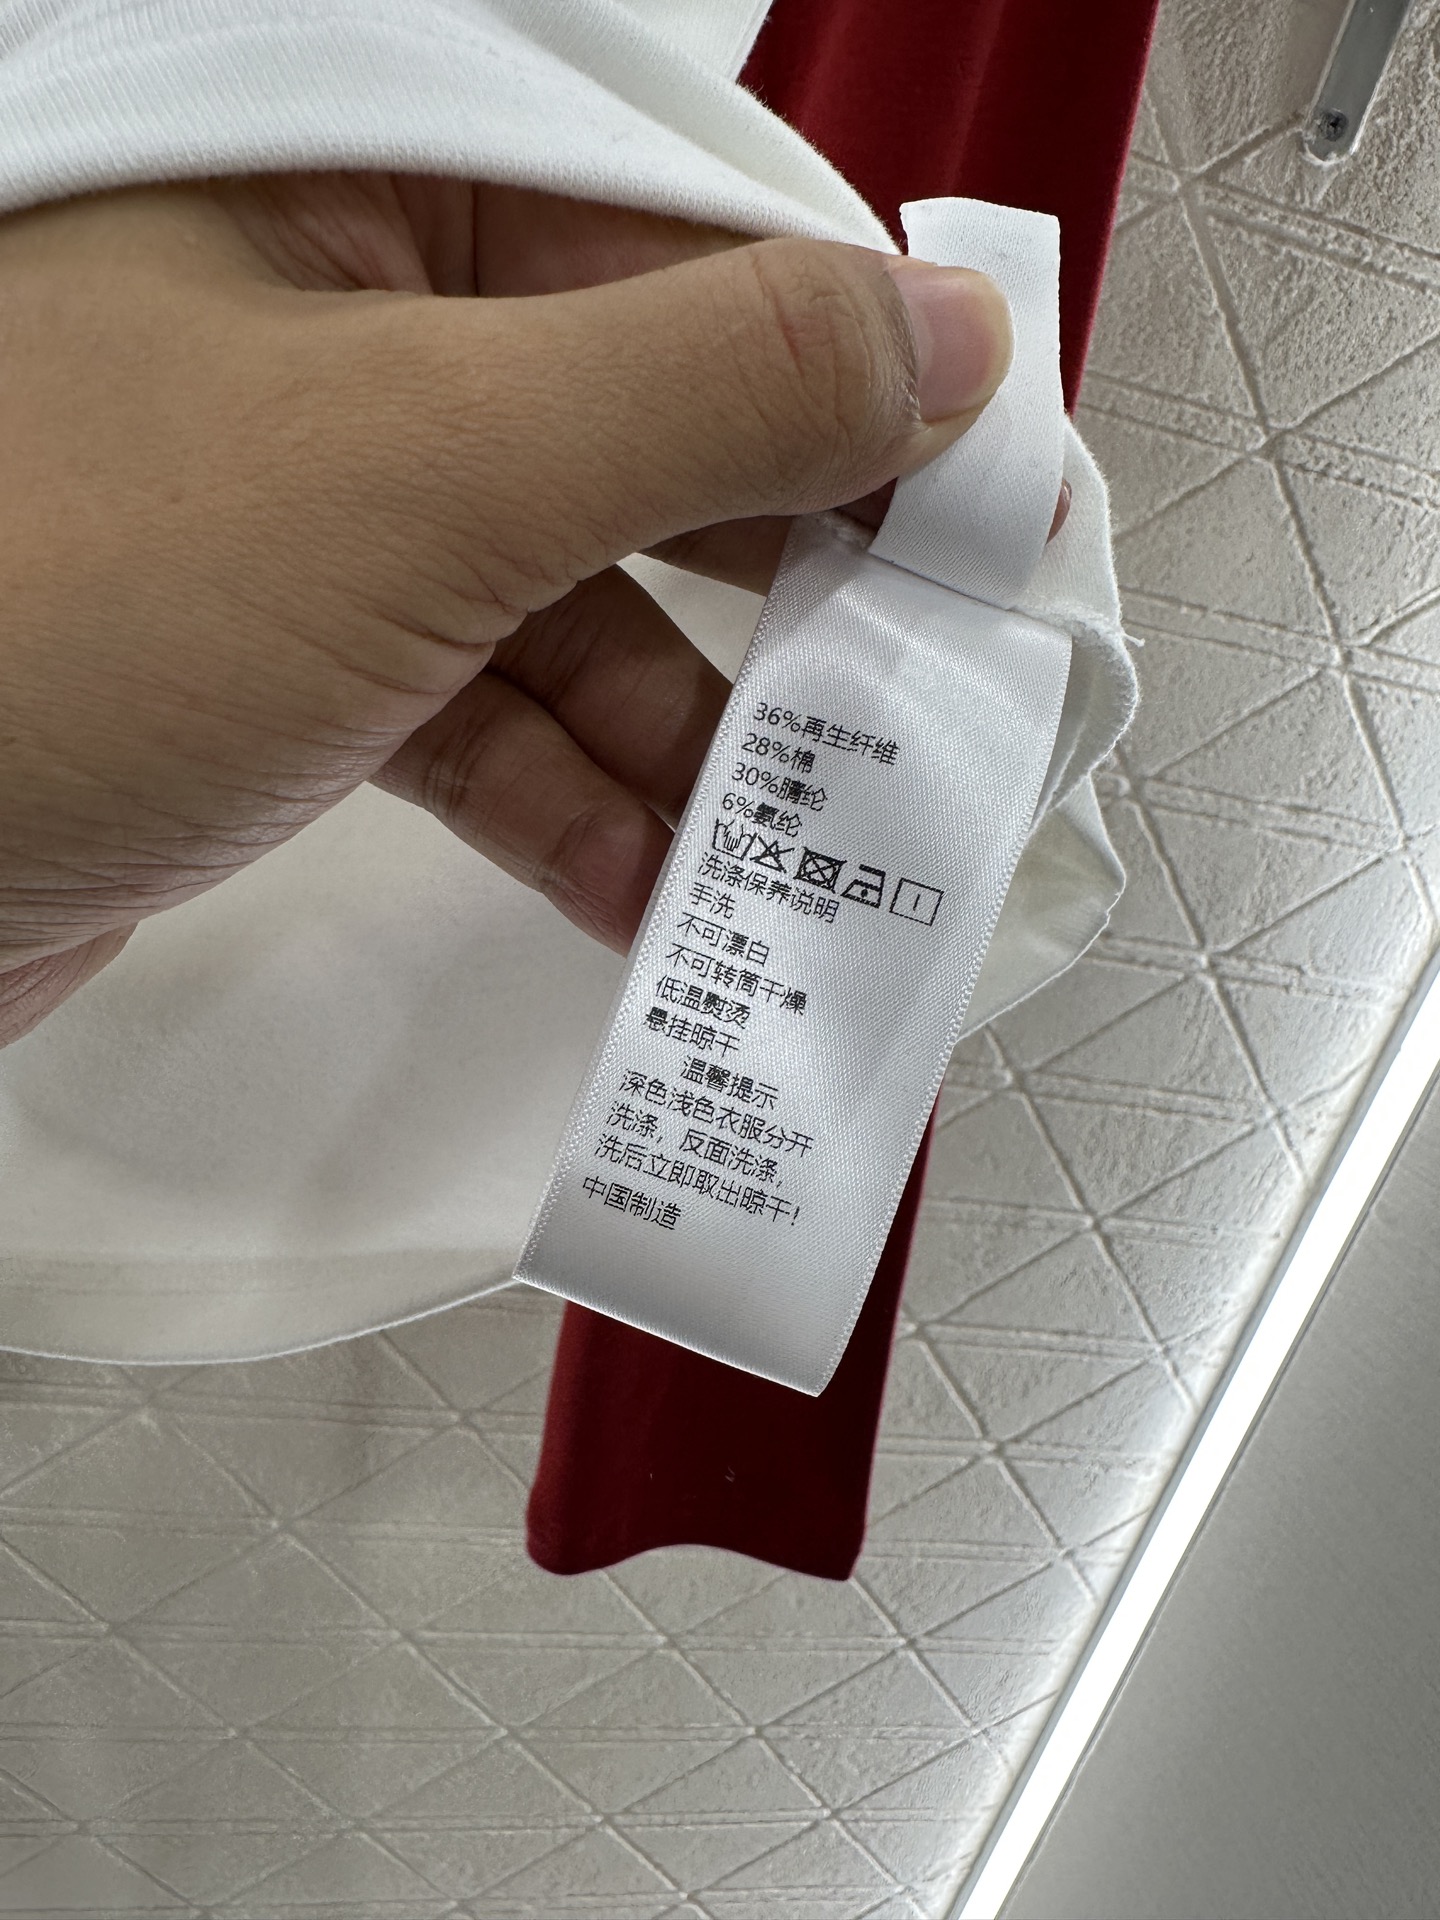 36%再生纤维
28%棉
30%腈纶
6%氨纶
洗涤保养说明
手洗
不可漂白
不可转筒干燥
低温熨烫
悬挂晾干
温馨提示
深色浅色衣服分开
洗涤，反面洗涤，
洗后立即取出晾干！
中国制造